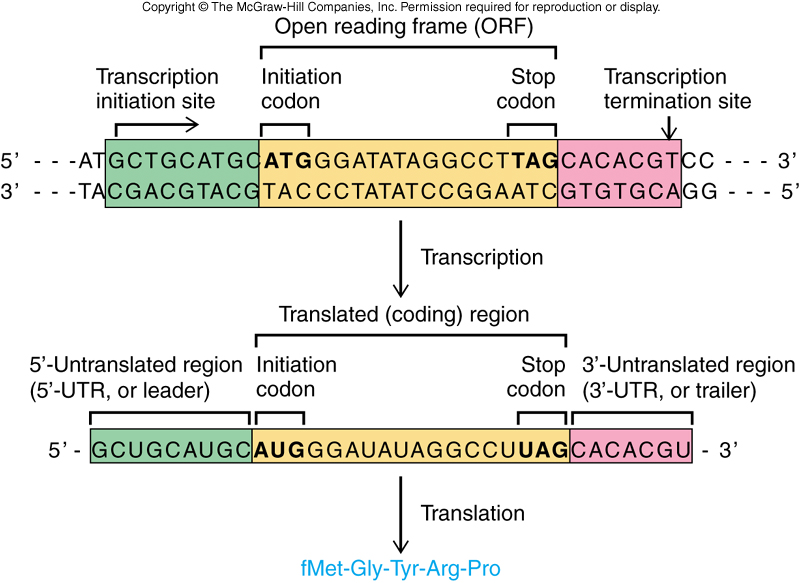 Copyright © The McGraw-Hill Companies, Inc. Permission required for reproduction or display.
Open reading frame (ORF)
Transcription initiation site
Initiation codon
Stop codon
Transcription termination site
5’ - - -ATGCTGCATGCATGGGATATAGGCCTTAGCACACGTCC - - - 3’
3’ - - -TACGACGTACGTACCCTATATCCGGAATCGTGTGCAGG - - - 5’
Transcription
Translated (coding) region
5’-Untranslated region (5’-UTR, or leader)
Initiation codon
Stop codon
3’-Untranslated region (3’-UTR, or trailer)
5’ - GCUGCAUGCAUGGGAUAUAGGCCUUAGCACACGU - 3’
Translation
fMet-Gly-Tyr-Arg-Pro